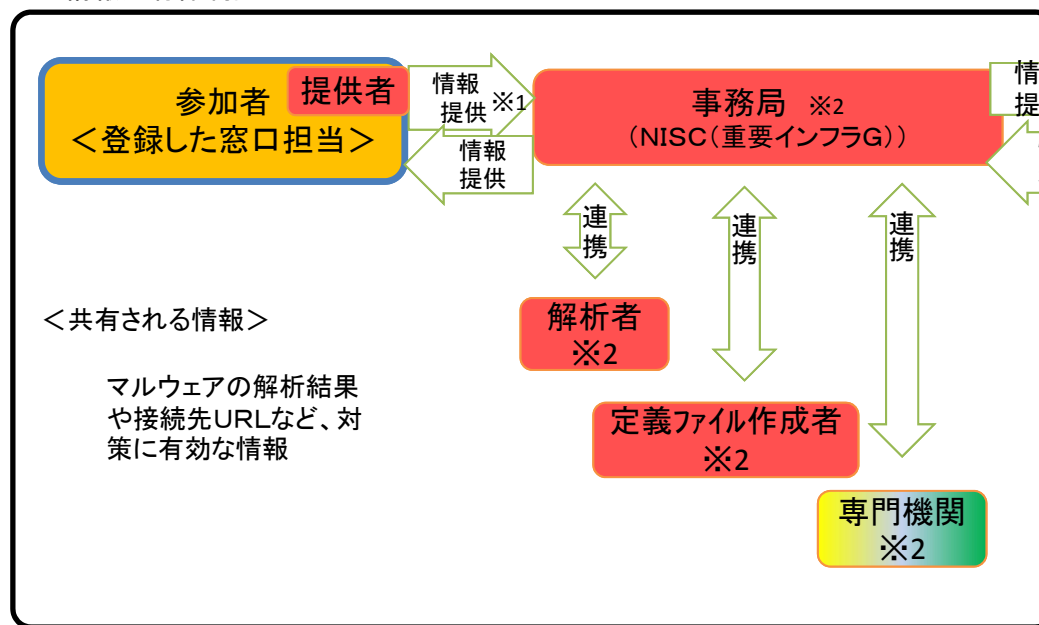 参加者
＜登録した窓口担当＞
提供者
情報
提供
※1
情報
提供
事務局 ※2
（NISC（重要インフラG））
連携
連携
連携
＜共有される情報＞
マルウェアの解析結果
や接続先URLなど、対
策に有効な情報
解析者
※2
定義ファイル作成者
※2
専門機関
※2